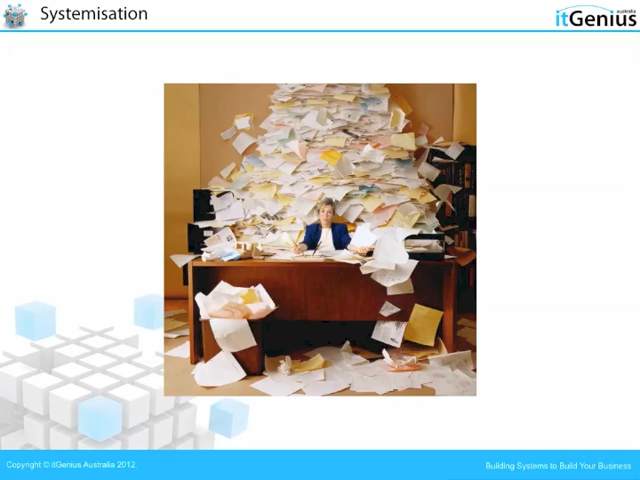 Systemisation
australia
itGenius
Copyright © itGenius Australia 2012.
Building Systems to Build Your Business